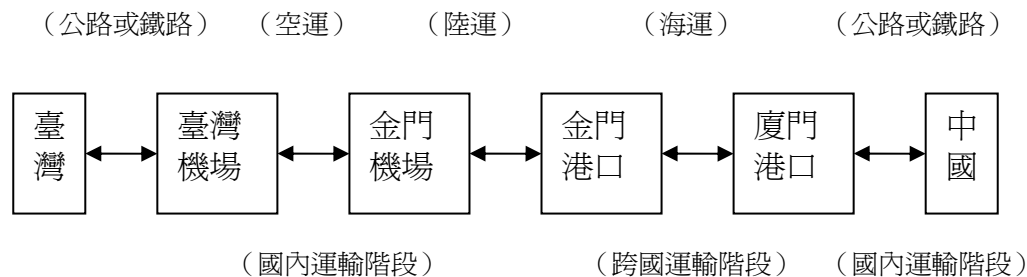 （公路或鐵路）　（空運）　（陸運）　（海運）　（公路或鐵路）
臺灣
臺灣機場
金門機場
金門港口
廈門港口
中國
（國內運輸階段）　（跨國運輸階段）　（國內運輸階段）